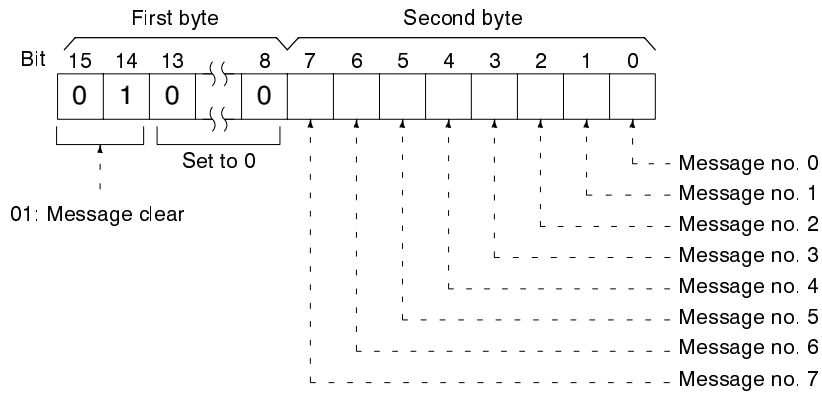 First byte Second byte
Bit 15 14 13 8 7 6 5 4 3 2 1 0
0 1 0 0
Set to 0
01: Message clear
Message no. 0
Message no. 1
Message no. 2
Message no. 3
Message no. 4
Message no. 5
Message no. 6
Message no. 7